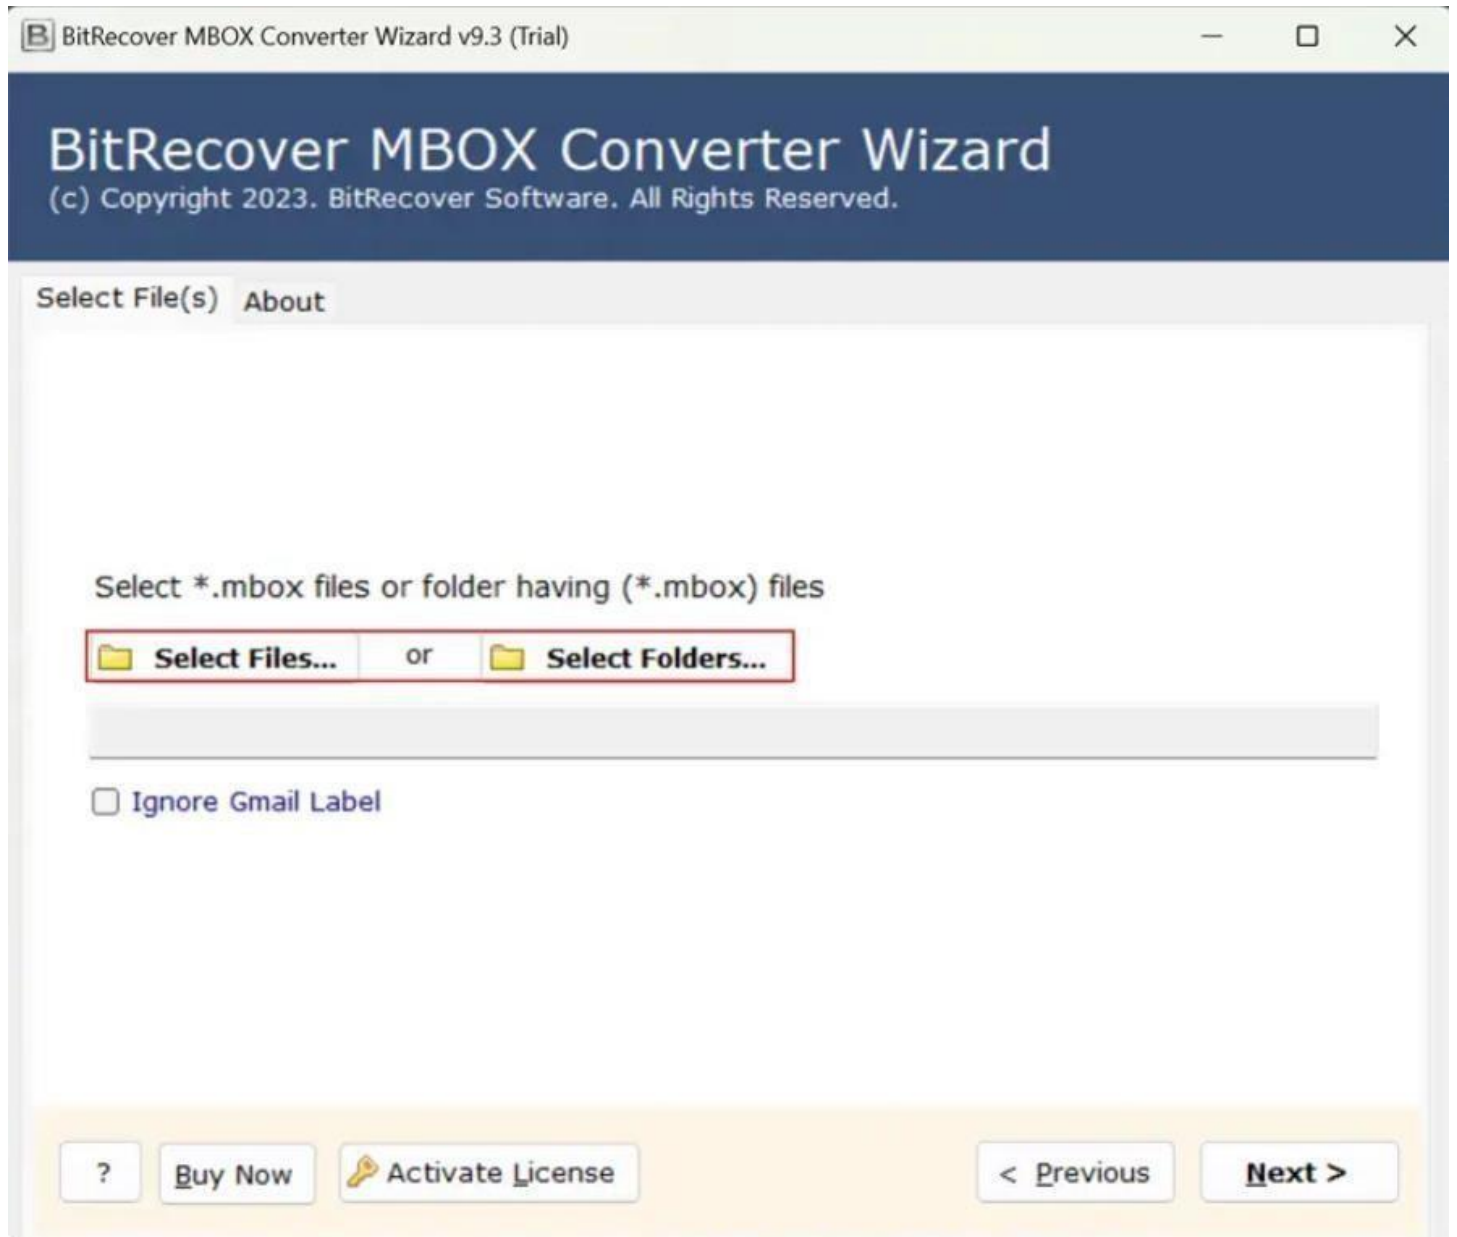 B BitRecover MBOX Converter Wizard v9.3 (Trial)
BitRecover MBOX Converter Wizard
(c) Copyright 2023. BitRecover Software. All Rights Reserved.
Select File(s) About
Select *.mbox files or folder having (*.mbox) files
Select Files... or Select Folders...
Ignore Gmail Label
? Buy Now Activate License < Previous Next >